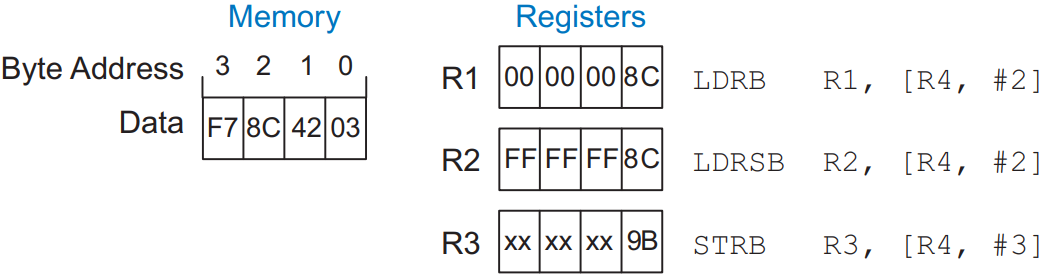 Memory Registers
Byte Address 3 2 1 0
Data F7 8C 42 03
R1 00 00 00 8C LDRB R1, [R4, #2]
R2 FF FF FF 8C LDRSB R2, [R4, #2]
R3 xx xx xx 9B STRB R3, [R4, #3]